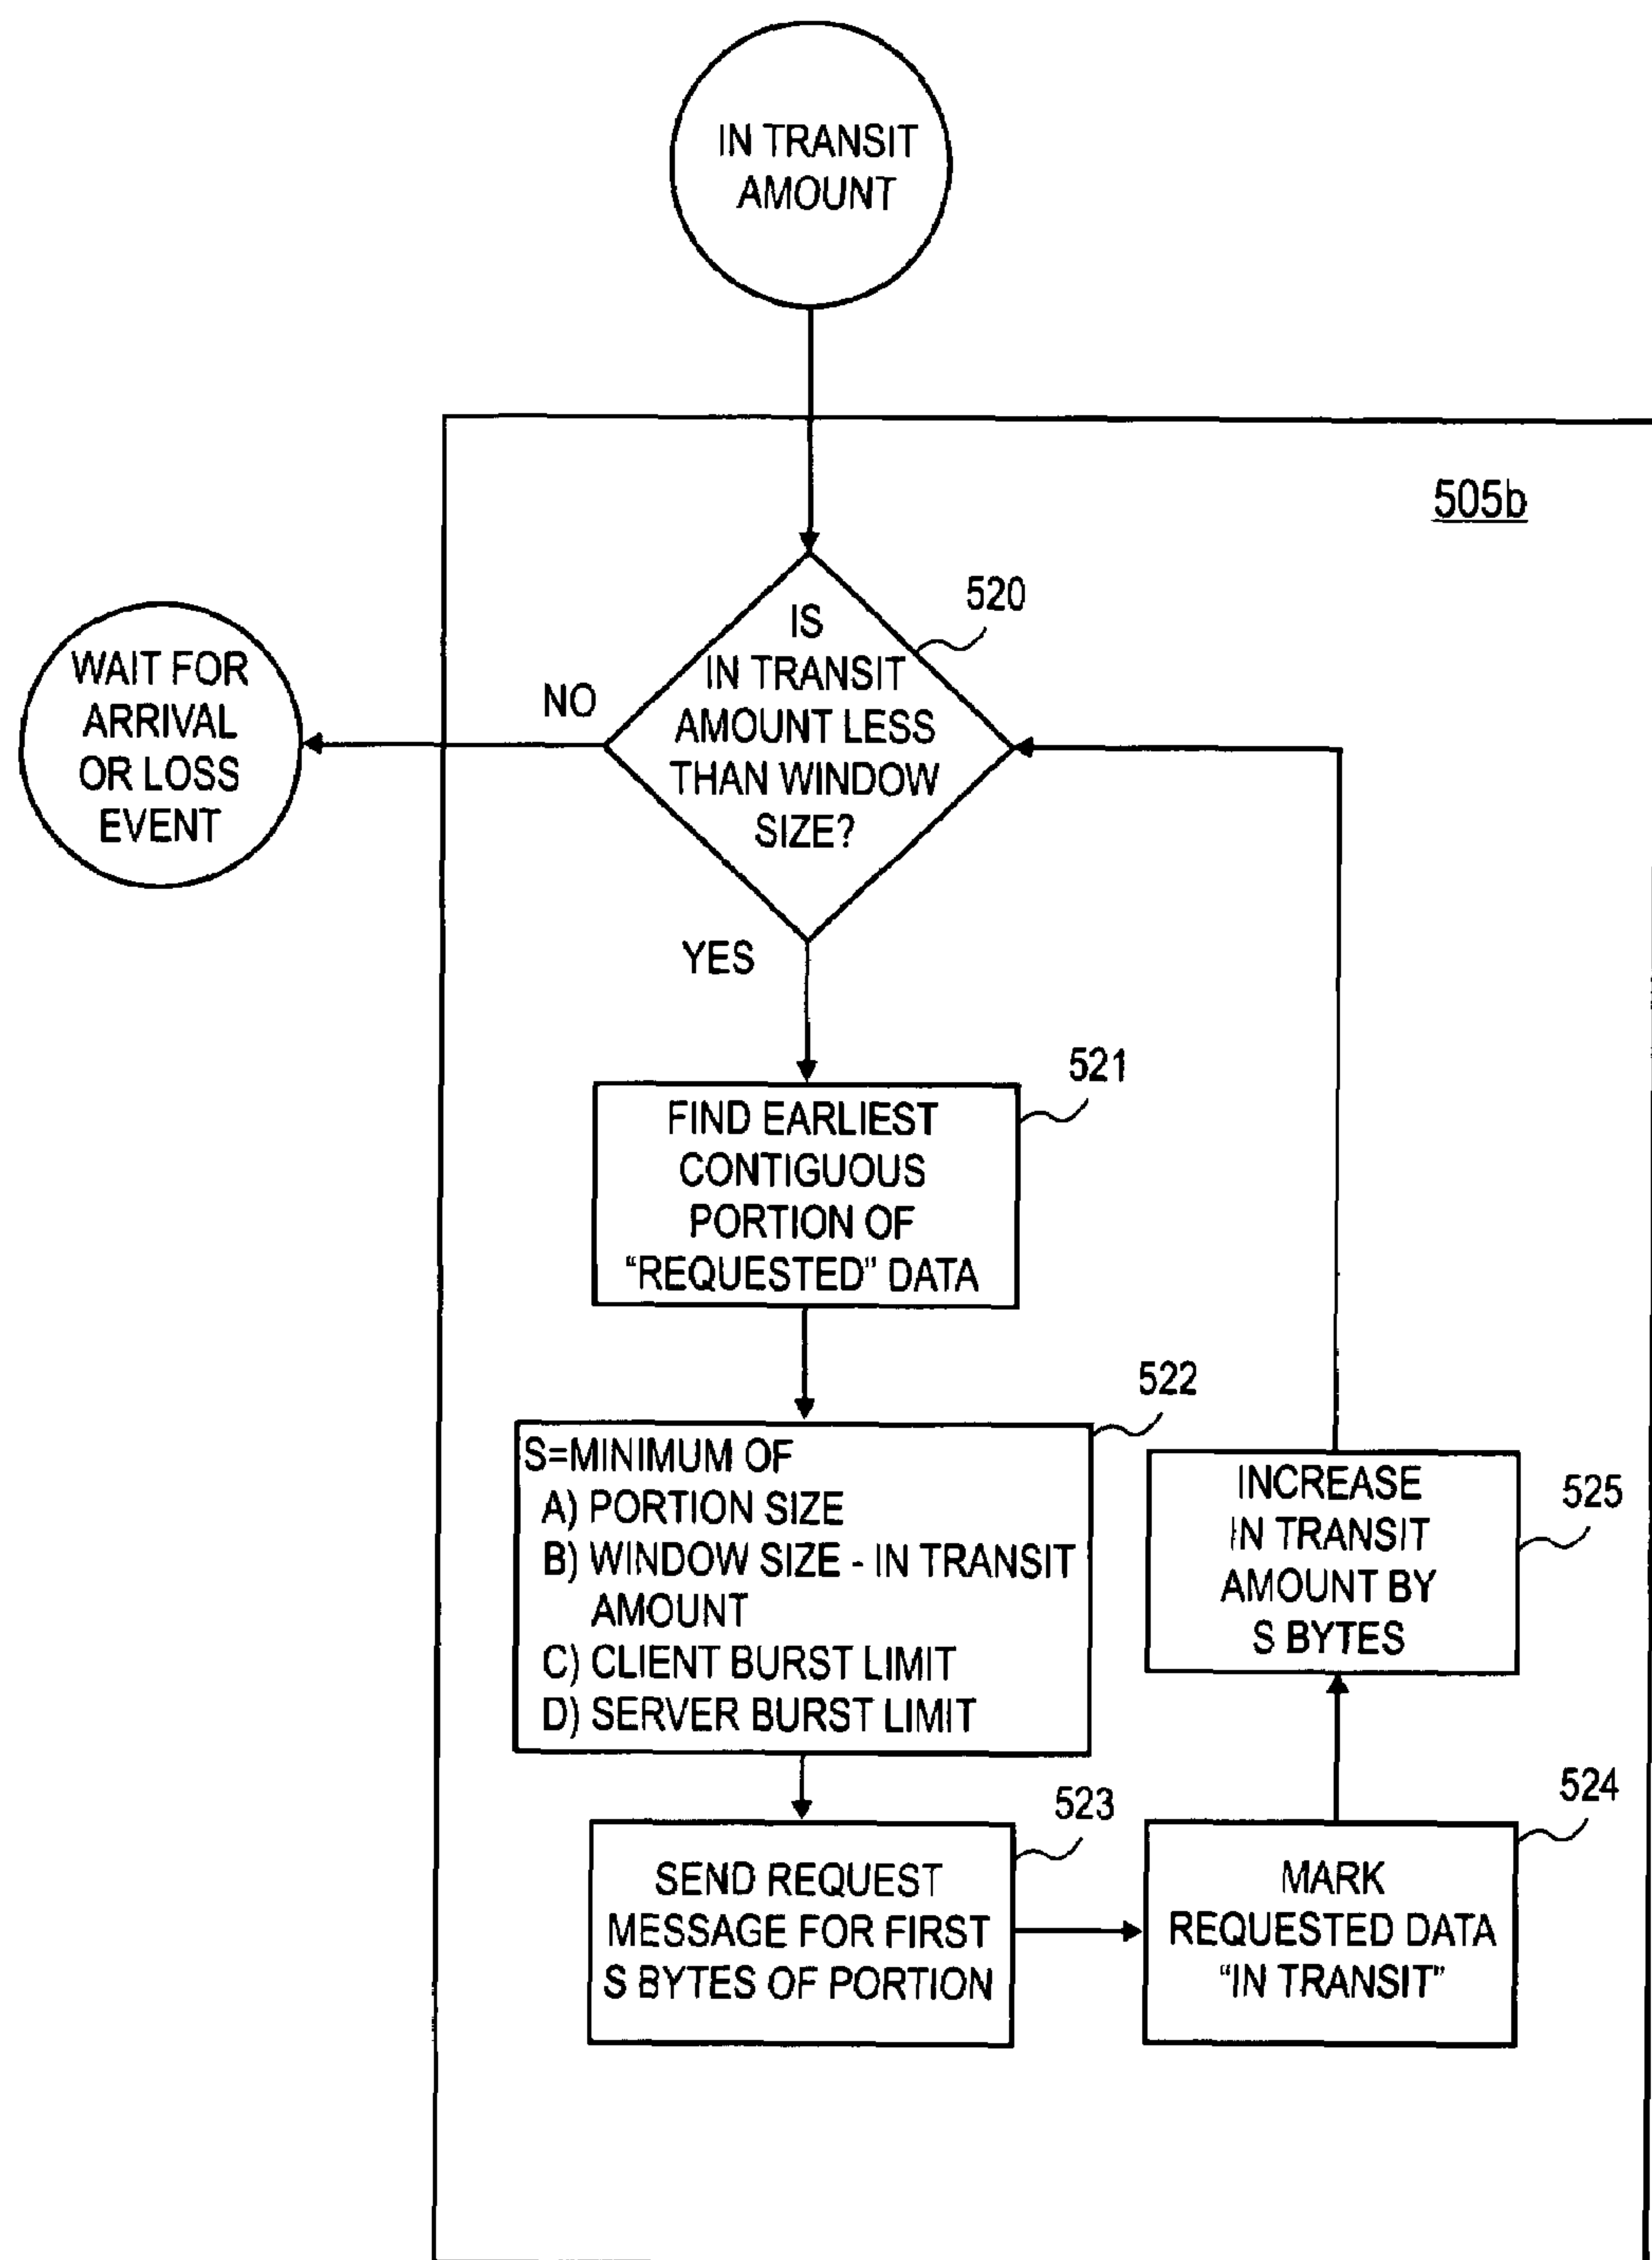 IN TRANSIT
AMOUNT
505b
520
IS
IN TRANSIT
AMOUNT LESS
THAN WINDOW
SIZE?
NO
WAIT FOR
ARRIVAL
OR LOSS
EVENT
YES
521
FIND EARLIEST
CONTIGUOUS
PORTION OF
“REQUESTED” DATA
522
S=MINIMUM OF
A) PORTION SIZE
B) WINDOW SIZE - IN TRANSIT
AMOUNT
C) CLIENT BURST LIMIT
D) SERVER BURST LIMIT
523
SEND REQUEST
MESSAGE FOR FIRST
S BYTES OF PORTION
524
MARK
REQUESTED DATA
“IN TRANSIT”
525
INCREASE
IN TRANSIT
AMOUNT BY
S BYTES